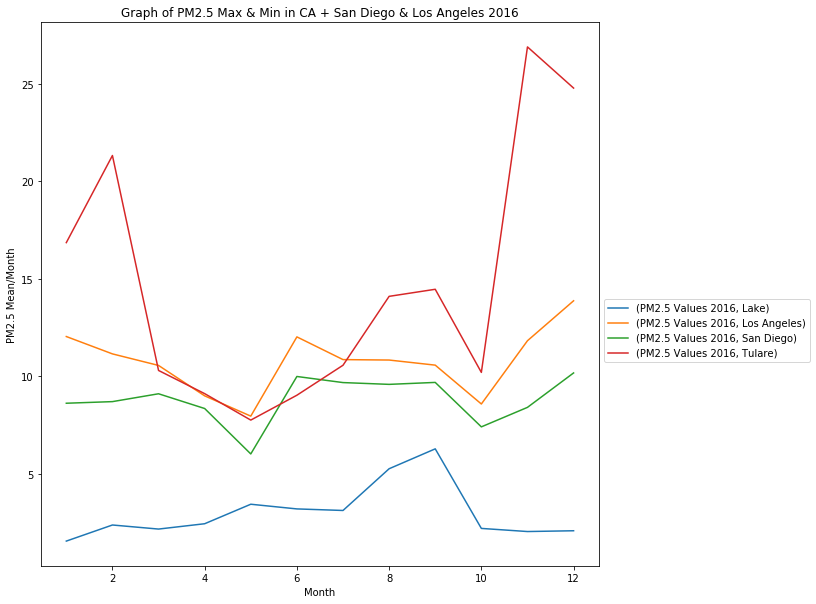 Graph of PM2.5 Max & Min in CA + San Diego & Los Angeles 2016
25
20
15
10
5
PM2.5 Mean/Month
2 4 6 8 10 12
Month
(PM2.5 Values 2016, Lake)
(PM2.5 Values 2016, Los Angeles)
(PM2.5 Values 2016, San Diego)
(PM2.5 Values 2016, Tulare)